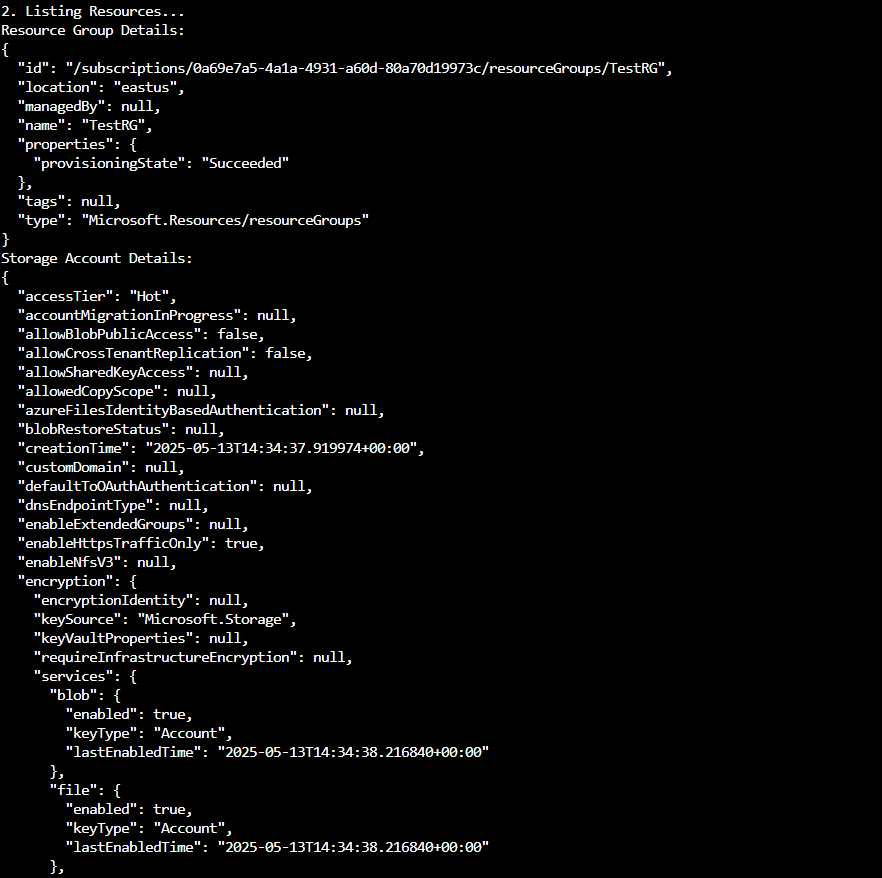 2. Listing Resources...
Resource Group Details:
{
  "id": "/subscriptions/0a69e7a5-4a1a-4931-a60d-80a70d19973c/resourceGroups/TestRG",
  "location": "eastus",
  "managedBy": null,
  "name": "TestRG",
  "properties": {
    "provisioningState": "Succeeded"
  },
  "tags": null,
  "type": "Microsoft.Resources/resourceGroups"
}
Storage Account Details:
{
  "accessTier": "Hot",
  "accountMigrationInProgress": null,
  "allowBlobPublicAccess": false,
  "allowCrossTenantReplication": false,
  "allowSharedKeyAccess": null,
  "allowedCopyScope": null,
  "azureFilesIdentityBasedAuthentication": null,
  "blobRestoreStatus": null,
  "creationTime": "2025-05-13T14:34:37.919974+00:00",
  "customDomain": null,
  "defaultToOAuthAuthentication": null,
  "dnsEndpointType": null,
  "enableExtendedGroups": null,
  "enableHttpsTrafficOnly": true,
  "enableNfsV3": null,
  "encryption": {
    "encryptionIdentity": null,
    "keySource": "Microsoft.Storage",
    "keyVaultProperties": null,
    "requireInfrastructureEncryption": null,
    "services": {
      "blob": {
        "enabled": true,
        "keyType": "Account",
        "lastEnabledTime": "2025-05-13T14:34:38.216840+00:00"
      },
      "file": {
        "enabled": true,
        "keyType": "Account",
        "lastEnabledTime": "2025-05-13T14:34:38.216840+00:00"
      },